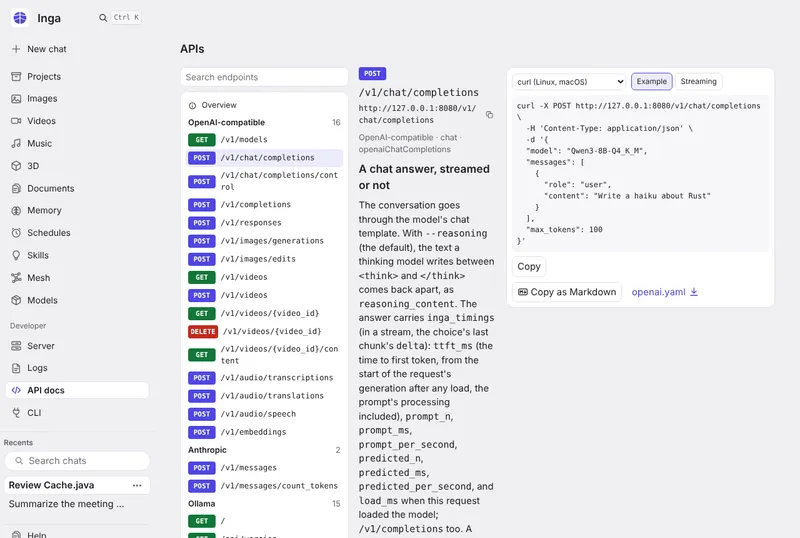 Inga
Ctrl K
New chat
Projects
Images
Videos
Music
3D
Documents
Memory
Schedules
Skills
Mesh
Models
Developer
Server
Logs
API docs
CLI
Recents
Search chats
Review Cache.java
Summarize the meeting ...
Help
APIs
Search endpoints
Overview
OpenAI-compatible 16
GET /v1/models
POST /v1/chat/completions
POST /v1/chat/completions/cont
rol
POST /v1/completions
POST /v1/responses
POST /v1/images/generations
POST /v1/images/edits
GET /v1/videos
POST /v1/videos
GET /v1/videos/{video_id}
DELETE /v1/videos/{video_id}
GET /v1/videos/{video_id}/con
tent
POST /v1/audio/transcriptions
POST /v1/audio/translations
POST /v1/audio/speech
POST /v1/embeddings
Anthropic 2
POST /v1/messages
POST /v1/messages/count_tokens
Ollama 15
GET /
POST
/v1/chat/completions
http://127.0.0.1:8080/v1/
chat/completions
OpenAI-compatible · chat ·
openaiChatCompletions
A chat answer, streamed
or not
The conversation goes
through the model's chat
template. With --reasoning
(the default), the text a
thinking model writes between
<think> and </think>
comes back apart, as
reasoning_content. The
answer carries inga_timings
(in a stream, the choice's last
chunk's delta): ttft_ms (the
time to first token, from the
start of the request's
generation after any load, the
prompt's processing
included), prompt_n,
prompt_ms,
prompt_per_second,
predicted_n,
predicted_ms,
predicted_per_second, and
load_ms when this request
loaded the model;
/v1/completions too. A
curl (Linux, macOS)
Example
Streaming
curl -X POST http://127.0.0.1:8080/v1/chat/completions
\
-H 'Content-Type: application/json' \
-d '{
"model": "Qwen3-8B-Q4_K_M",
"messages": [
{
"role": "user",
"content": "Write a haiku about Rust"
}
],
"max_tokens": 100
}'
Copy
Copy as Markdown
openai.yaml